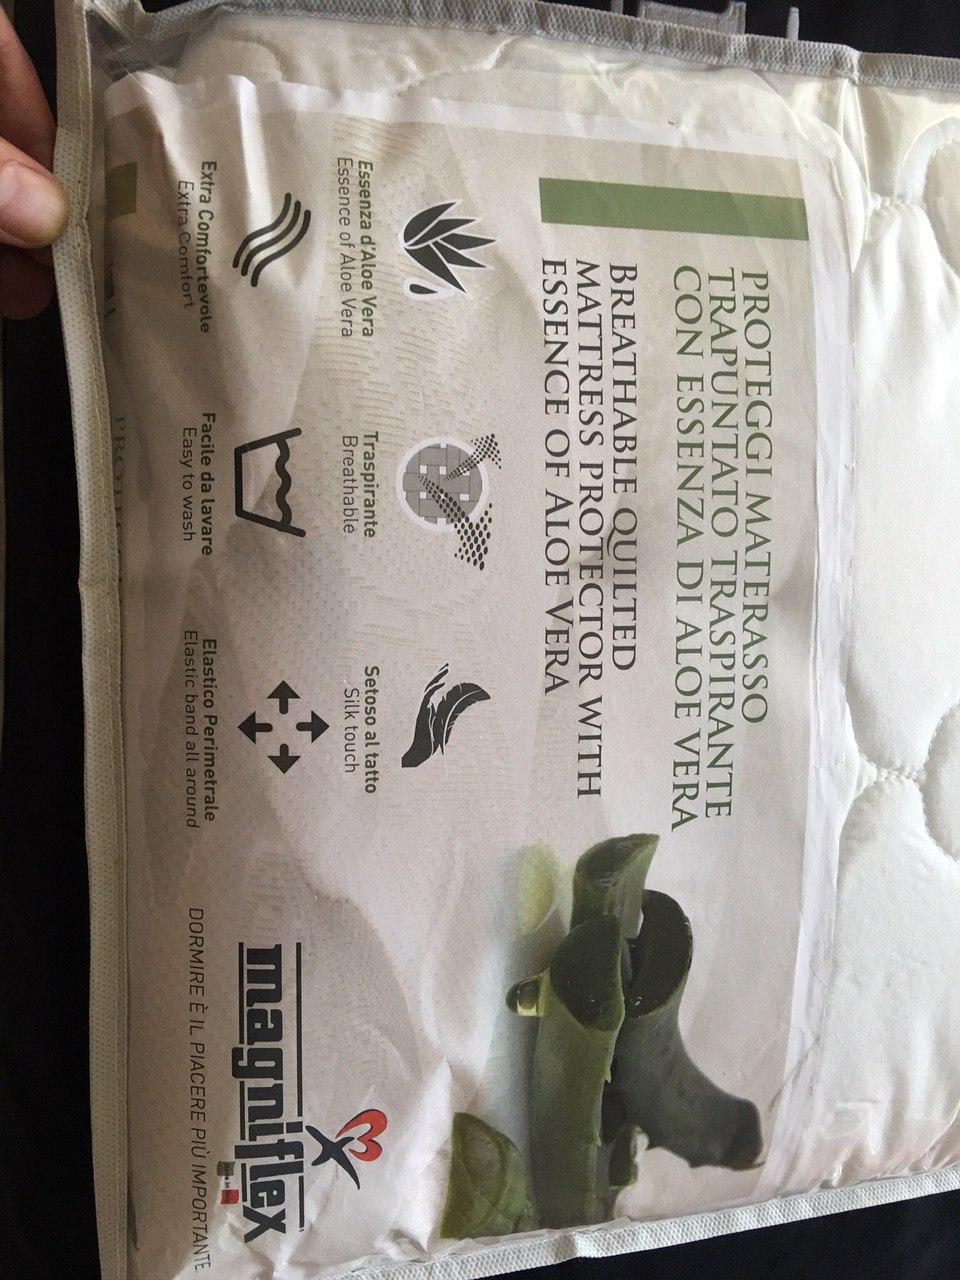 PROTEGGI MATERASSO
TRAPUNTATO TRASPIRANTE
CON ESSENZA DI ALOE VERA
BREATHABLE QUILTED
MATTRESS PROTECTOR WITH
ESSENCE OF ALOE VERA
Essenza d'Aloe Vera
Essence of Aloe Vera
Traspirante
Breathable
Setoso al tatto
Silk touch
Extra Comfortevole
Extra Comfort
Facile da lavare
Easy to wash
Elastico Perimetrale
Elastic band all around
magniflex
DORMIRE È IL PIACERE PIÙ IMPORTANTE.